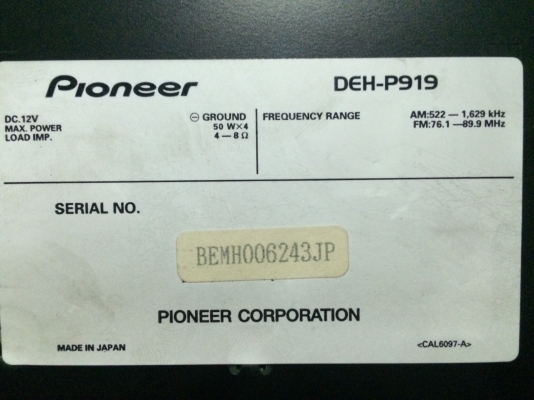 Pioneer DEH-P919
DC.12V ⊖ GROUND
MAX. POWER 50 W×4
LOAD IMP. 4 — 8 Ω
FREQUENCY RANGE AM:522 — 1,629 kHz
FM:76.1 —89.9 MHz
SERIAL NO.
BEMH006243JP
PIONEER CORPORATION
MADE IN JAPAN <CAL6097-A>